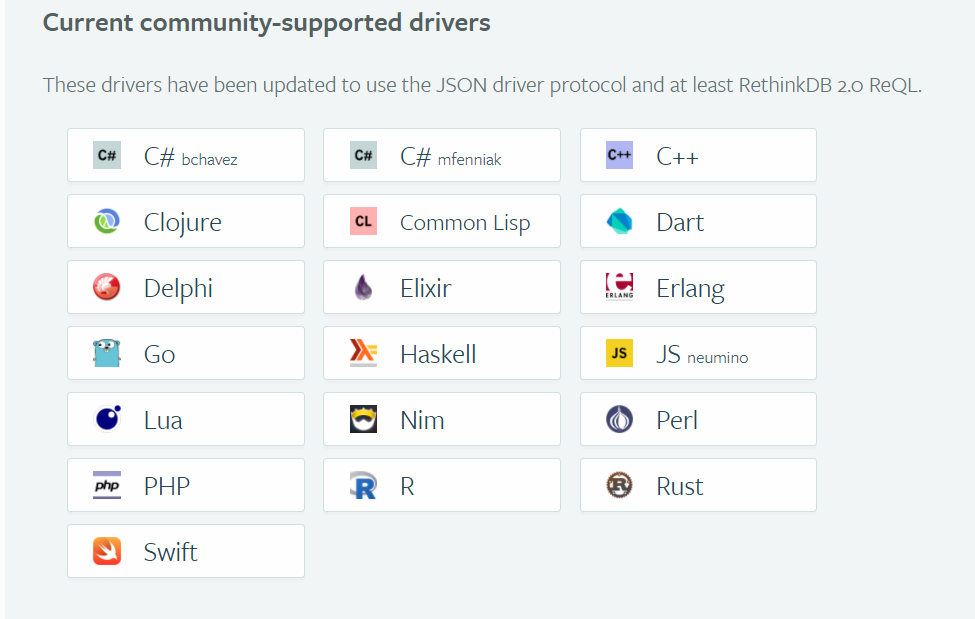 Current community-supported drivers
These drivers have been updated to use the JSON driver protocol and at least RethinkDB 2.0 ReQL.
C# C# bchavez C# C# mfenniak C++ C++
Clojure CL Common Lisp Dart
Delphi Elixir ERLANG Erlang
Go Haskell JS JS neumino
Lua Nim Perl
php PHP R R R Rust
Swift